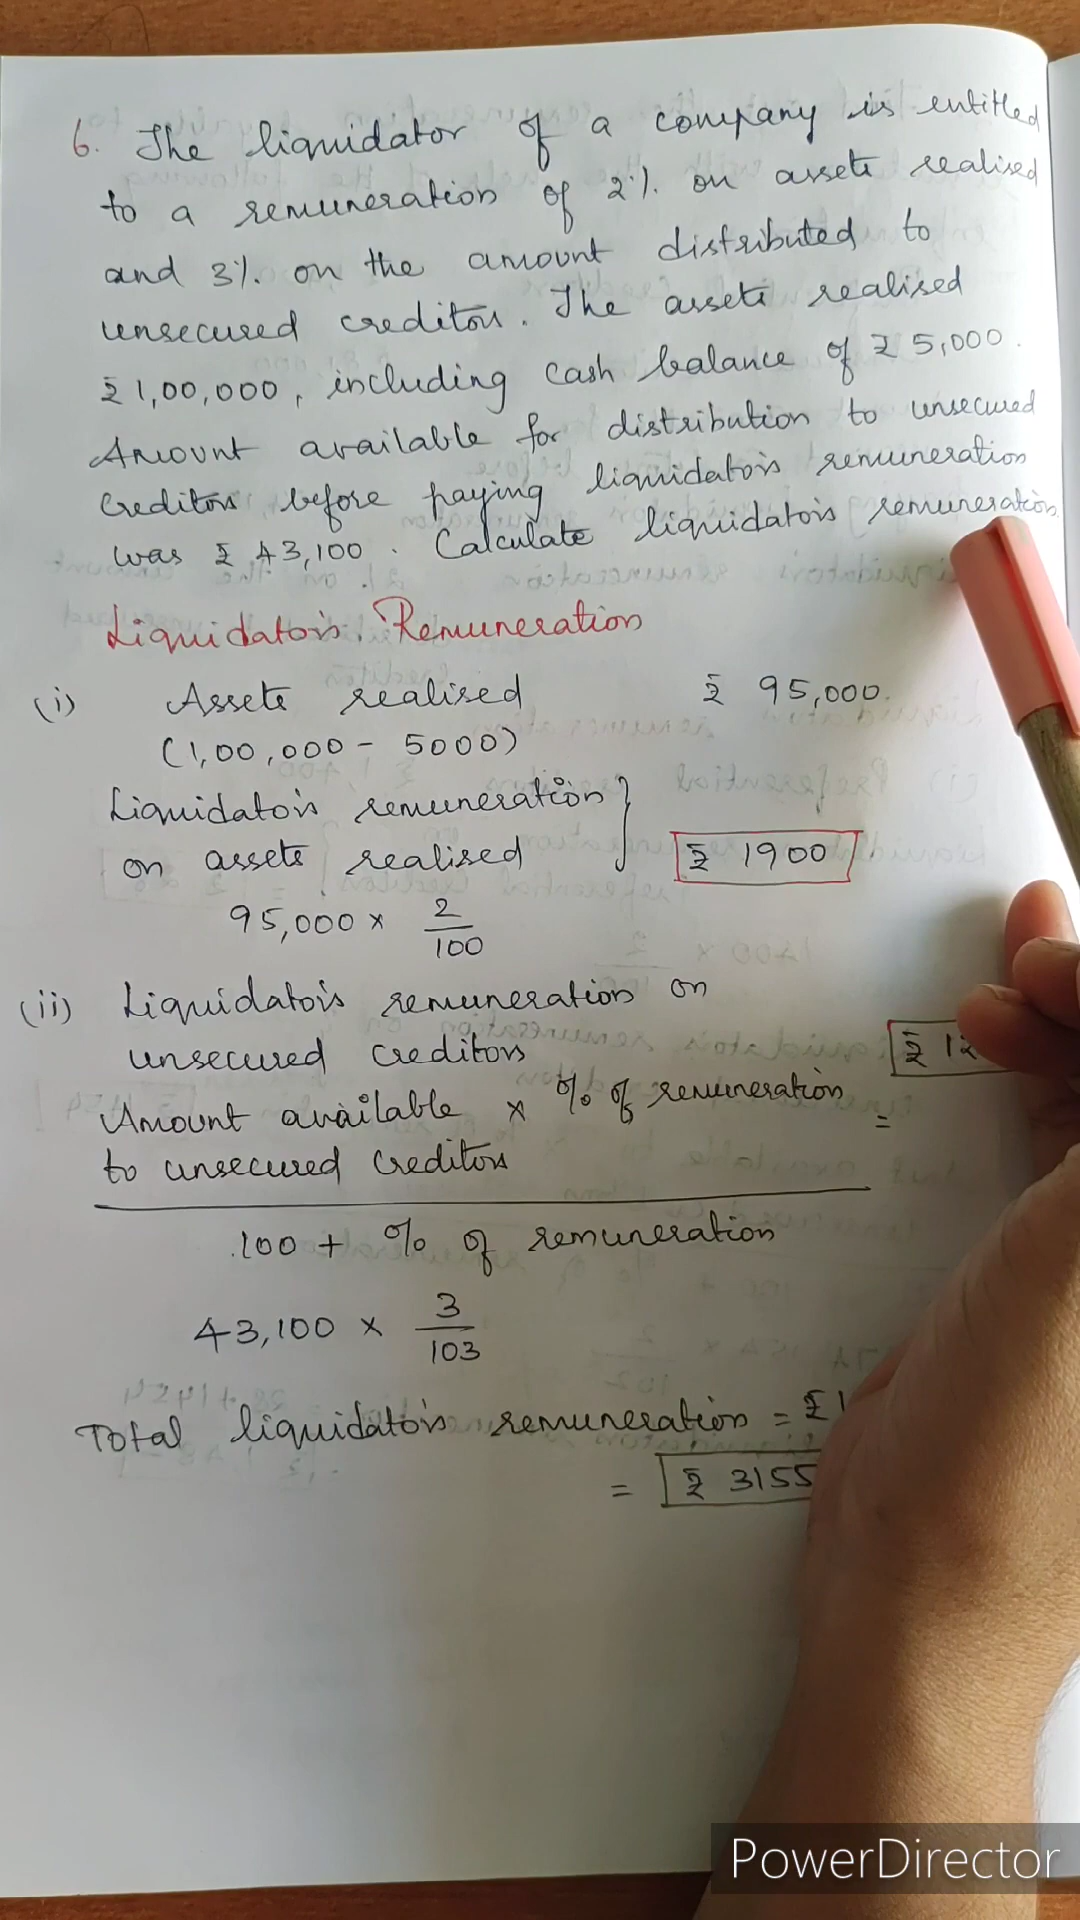 6. The liquidator of a company is entitled
to a remuneration of 2%. on assets realised
and 3%. on the amount distributed to
unsecured creditors. The assets realised
₹ 1,00,000, including cash balance of ₹ 5,000.
Amount available for distribution to unsecured
creditors before paying liquidator's remuneration
was ₹ 43,100. Calculate liquidator's remuneration.
Liquidator's Remuneration
(i) Assets realised ₹ 95,000.
(1,00,000 - 5000)
Liquidator's remuneration }
on assets realised ₹ 1900
95,000 × 2/100
(ii) Liquidator's remuneration on
unsecured creditors
Amount available × % of remuneration =
to unsecured creditors
100 + % of remuneration
43,100 × 3/103
Total liquidator's remuneration = ₹
= ₹ 3155
PowerDirector